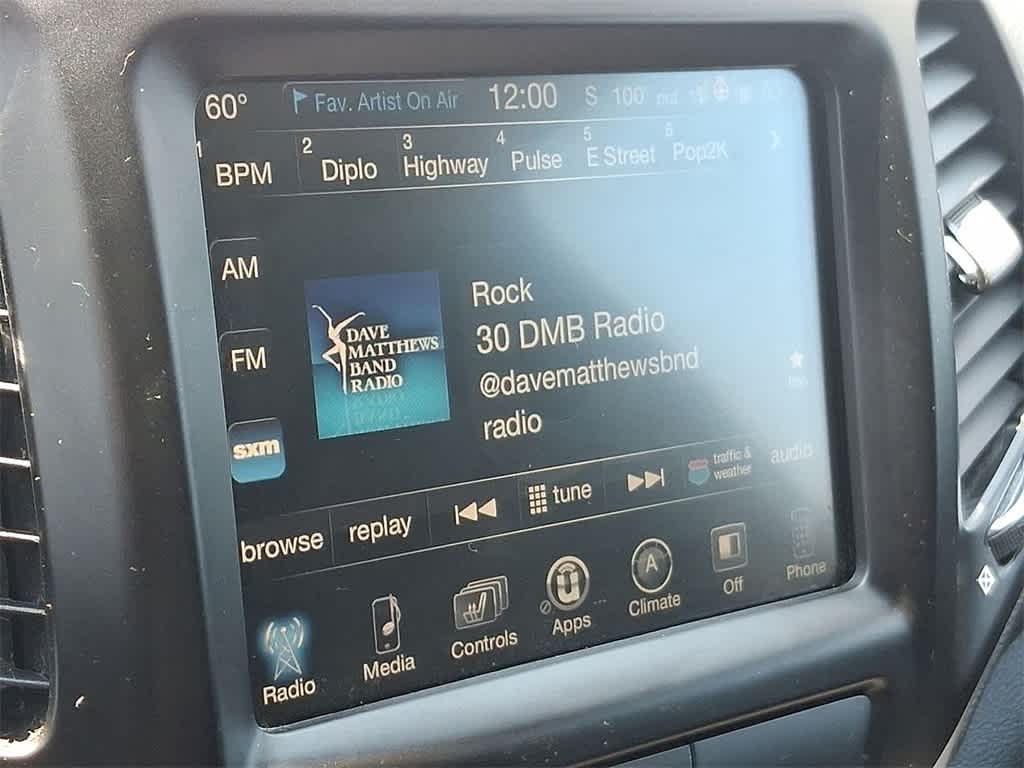 60° Fav. Artist On Air 12:00 S 100
1 BPM 2 Diplo 3 Highway 4 Pulse 5 E Street 6 Pop2K
AM
FM
sxm
DAVE
MATTHEWS
BAND
RADIO
Rock
30 DMB Radio
@davematthewsbnd
radio
browse replay tune traffic &
weather audio
Radio Media Controls Apps A Climate Off Phone